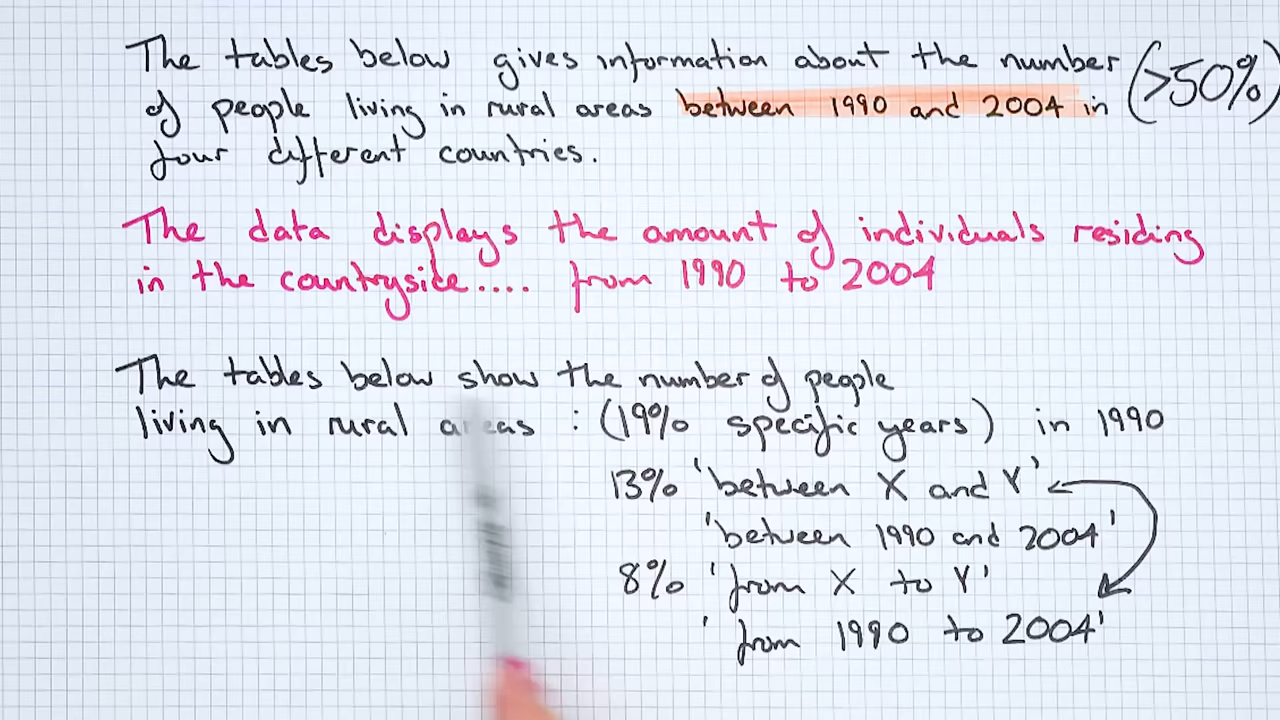 The tables below gives information about the number (>50%)
of people living in rural areas between 1990 and 2004 in
four different countries.
The data displays the amount of individuals residing
in the countryside.... from 1990 to 2004
The tables below show the number of people
living in rural areas : (19% specific years) in 1990
13% 'between X and Y'
'between 1990 and 2004'
8% 'from X to Y'
'from 1990 to 2004'